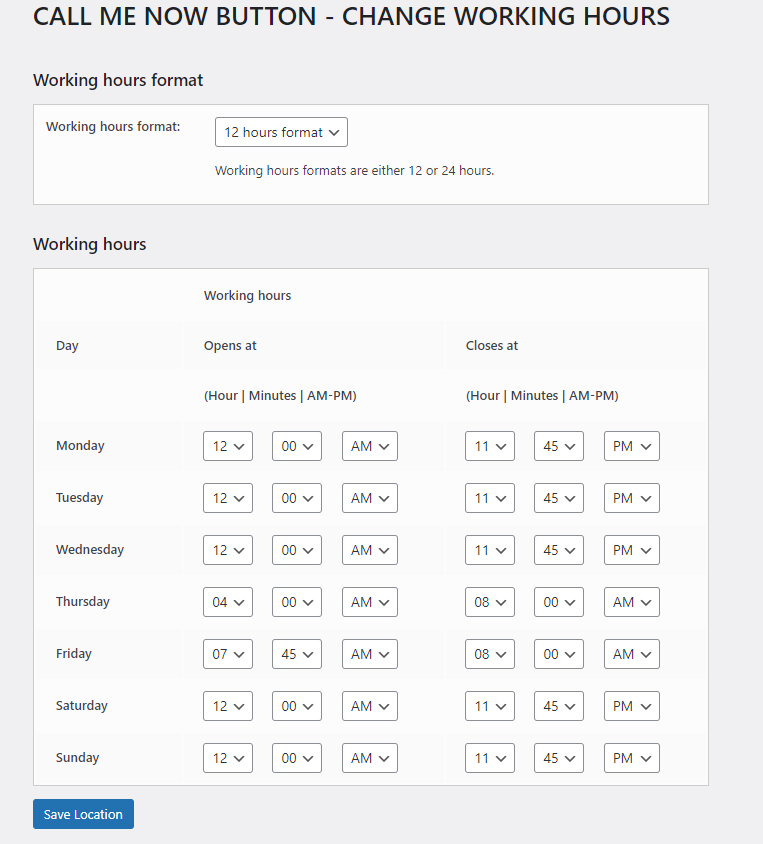 CALL ME NOW BUTTON - CHANGE WORKING HOURS
Working hours format
Working hours format: 12 hours format
Working hours formats are either 12 or 24 hours.
Working hours
Working hours
Day Opens at Closes at
(Hour | Minutes | AM-PM) (Hour | Minutes | AM-PM)
Monday 12 00 AM 11 45 PM
Tuesday 12 00 AM 11 45 PM
Wednesday 12 00 AM 11 45 PM
Thursday 04 00 AM 08 00 AM
Friday 07 45 AM 08 00 AM
Saturday 12 00 AM 11 45 PM
Sunday 12 00 AM 11 45 PM
Save Location